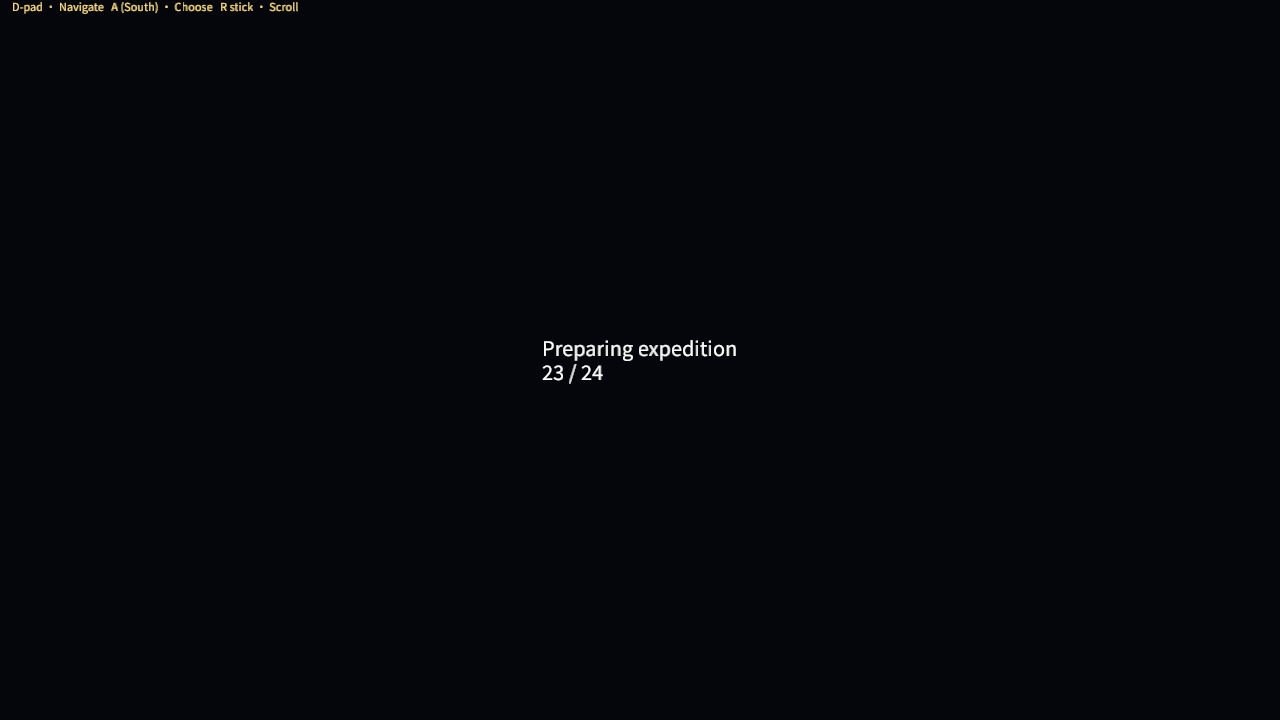 D-pad • Navigate A (South) • Choose R stick • Scroll
Preparing expedition
23 / 24